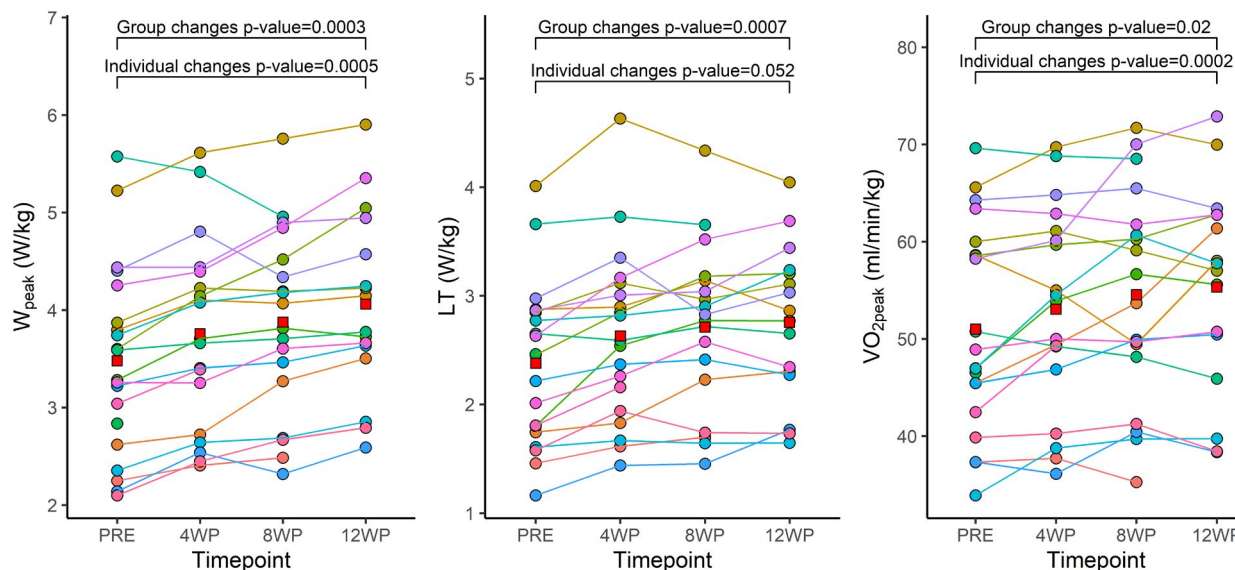 Group changes p-value=0.0003
Individual changes p-value=0.0005
Wpeak (W/kg)
7
6
5
4
3
2
PRE 4WP 8WP 12WP
Timepoint
Group changes p-value=0.0007
Individual changes p-value=0.052
LT (W/kg)
5
4
3
2
1
PRE 4WP 8WP 12WP
Timepoint
Group changes p-value=0.02
Individual changes p-value=0.0002
VO2peak (ml/min/kg)
80
70
60
50
40
PRE 4WP 8WP 12WP
Timepoint